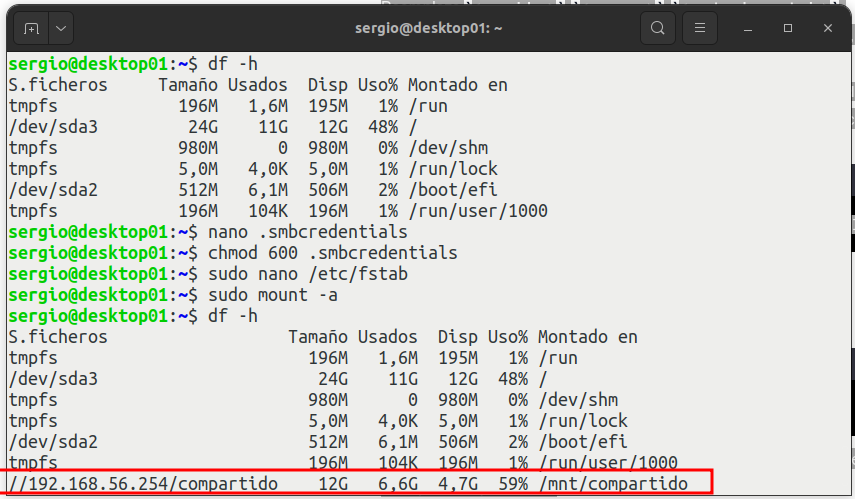 sergio@desktop01: ~
sergio@desktop01:~$ df -h
S.ficheros     Tamaño Usados  Disp Uso% Montado en
tmpfs            196M   1,6M  195M   1% /run
/dev/sda3         24G    11G   12G  48% /
tmpfs            980M      0  980M   0% /dev/shm
tmpfs            5,0M   4,0K  5,0M   1% /run/lock
/dev/sda2        512M   6,1M  506M   2% /boot/efi
tmpfs            196M   104K  196M   1% /run/user/1000
sergio@desktop01:~$ nano .smbcredentials
sergio@desktop01:~$ chmod 600 .smbcredentials
sergio@desktop01:~$ sudo nano /etc/fstab
sergio@desktop01:~$ sudo mount -a
sergio@desktop01:~$ df -h
S.ficheros                  Tamaño Usados  Disp Uso% Montado en
tmpfs                         196M   1,6M  195M   1% /run
/dev/sda3                      24G    11G   12G  48% /
tmpfs                         980M      0  980M   0% /dev/shm
tmpfs                         5,0M   4,0K  5,0M   1% /run/lock
/dev/sda2                     512M   6,1M  506M   2% /boot/efi
tmpfs                         196M   104K  196M   1% /run/user/1000
//192.168.56.254/compartido    12G   6,6G  4,7G  59% /mnt/compartido